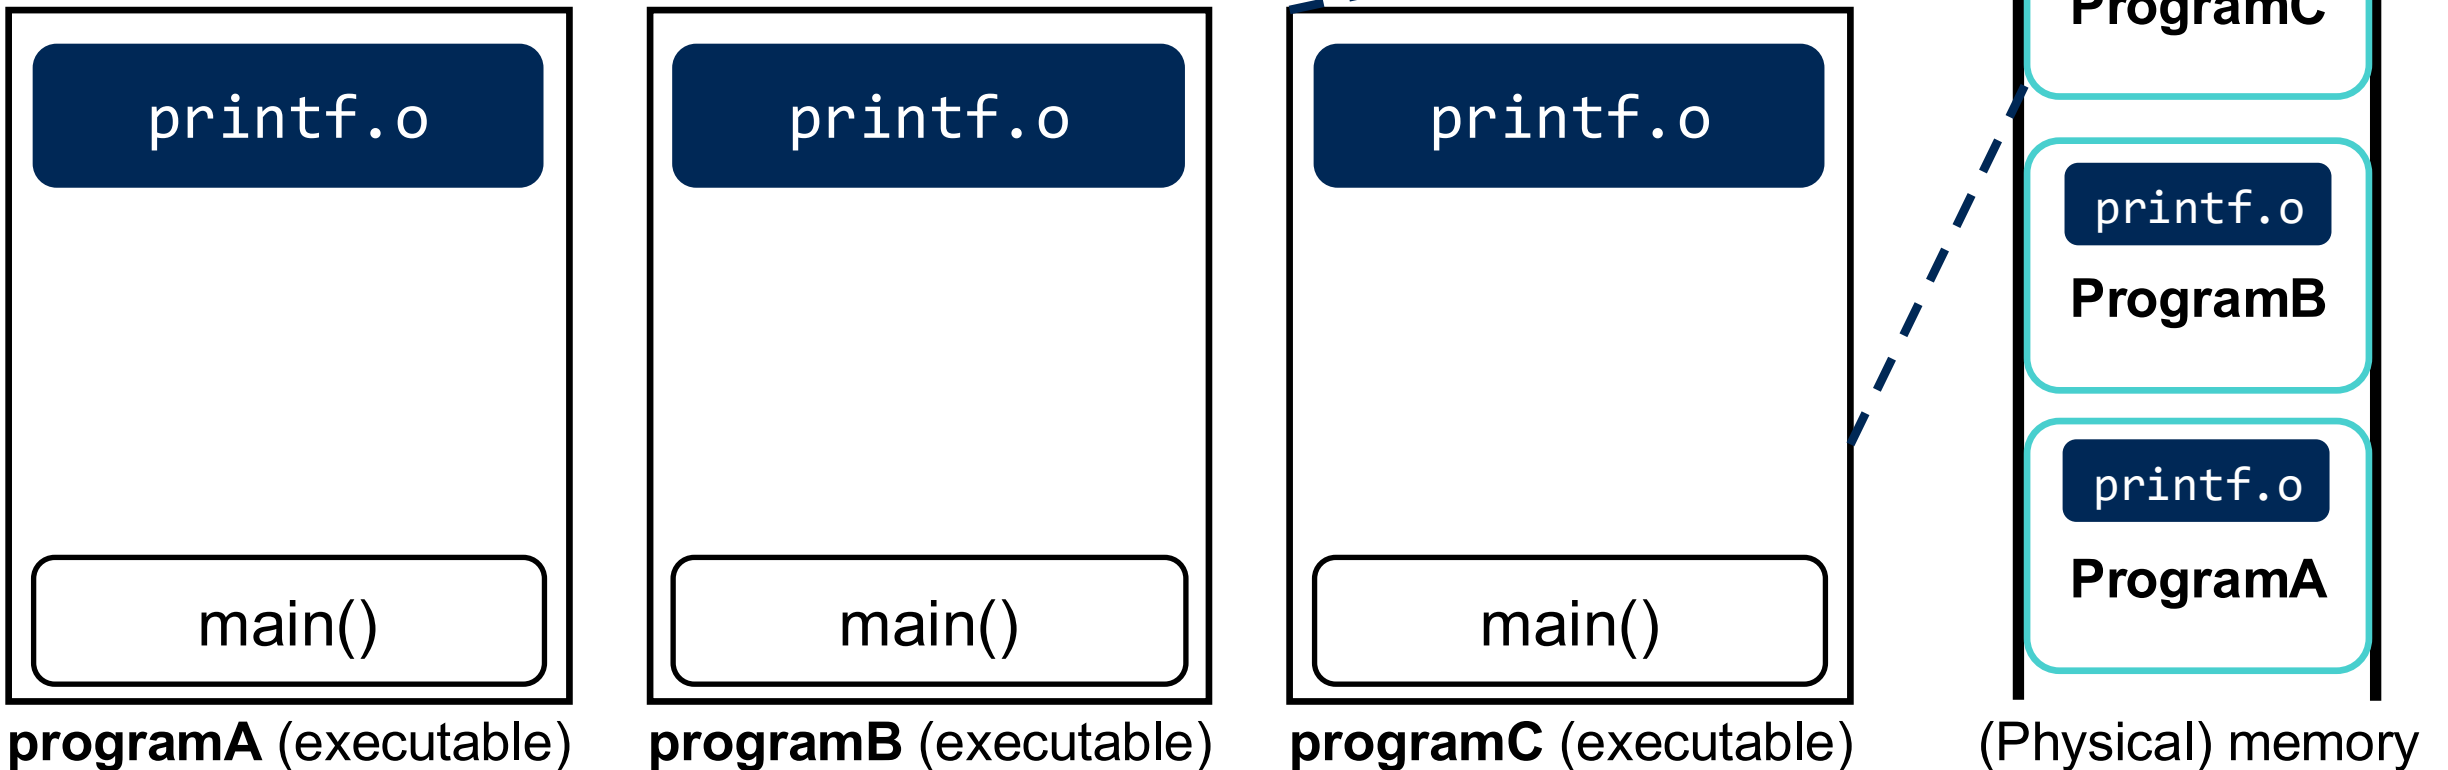 printf.o
main()
programA (executable)
printf.o
main()
programB (executable)
printf.o
main()
programC (executable)
ProgramC
printf.o
ProgramB
printf.o
ProgramA
(Physical) memory